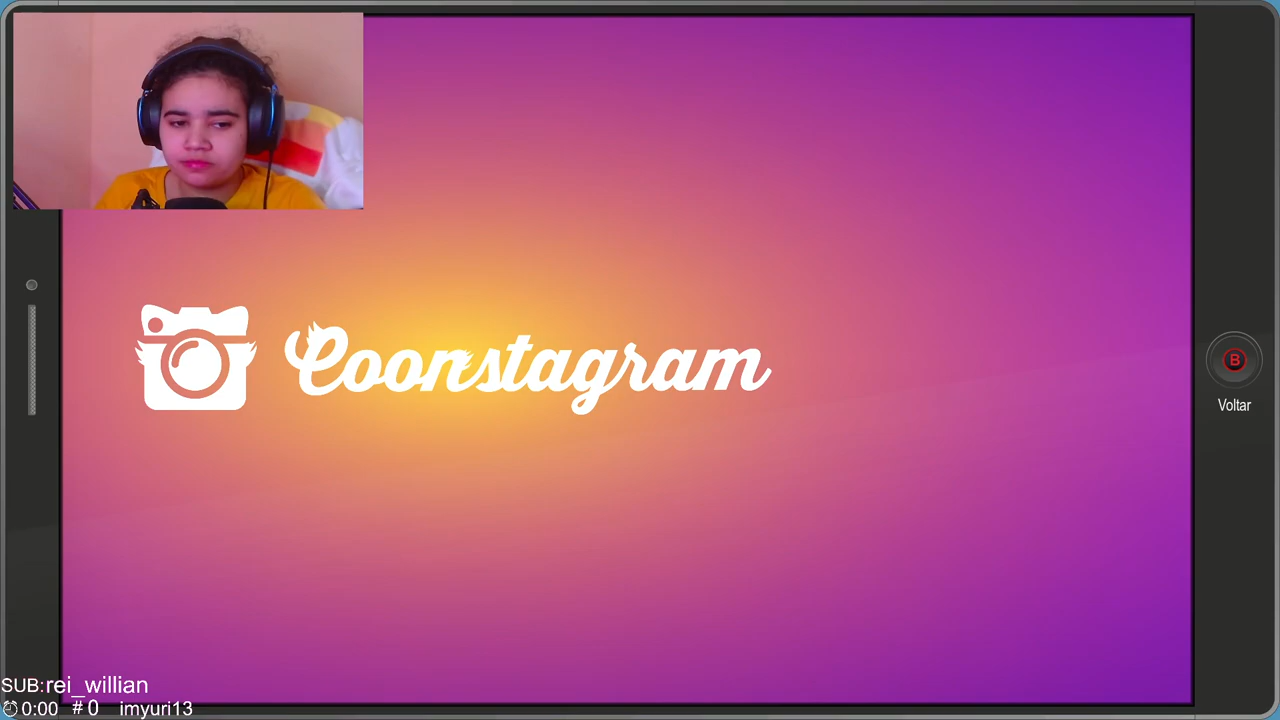 Coonstagram
B
Voltar
SUB:rei_willian
0:00 #0 imyuri13